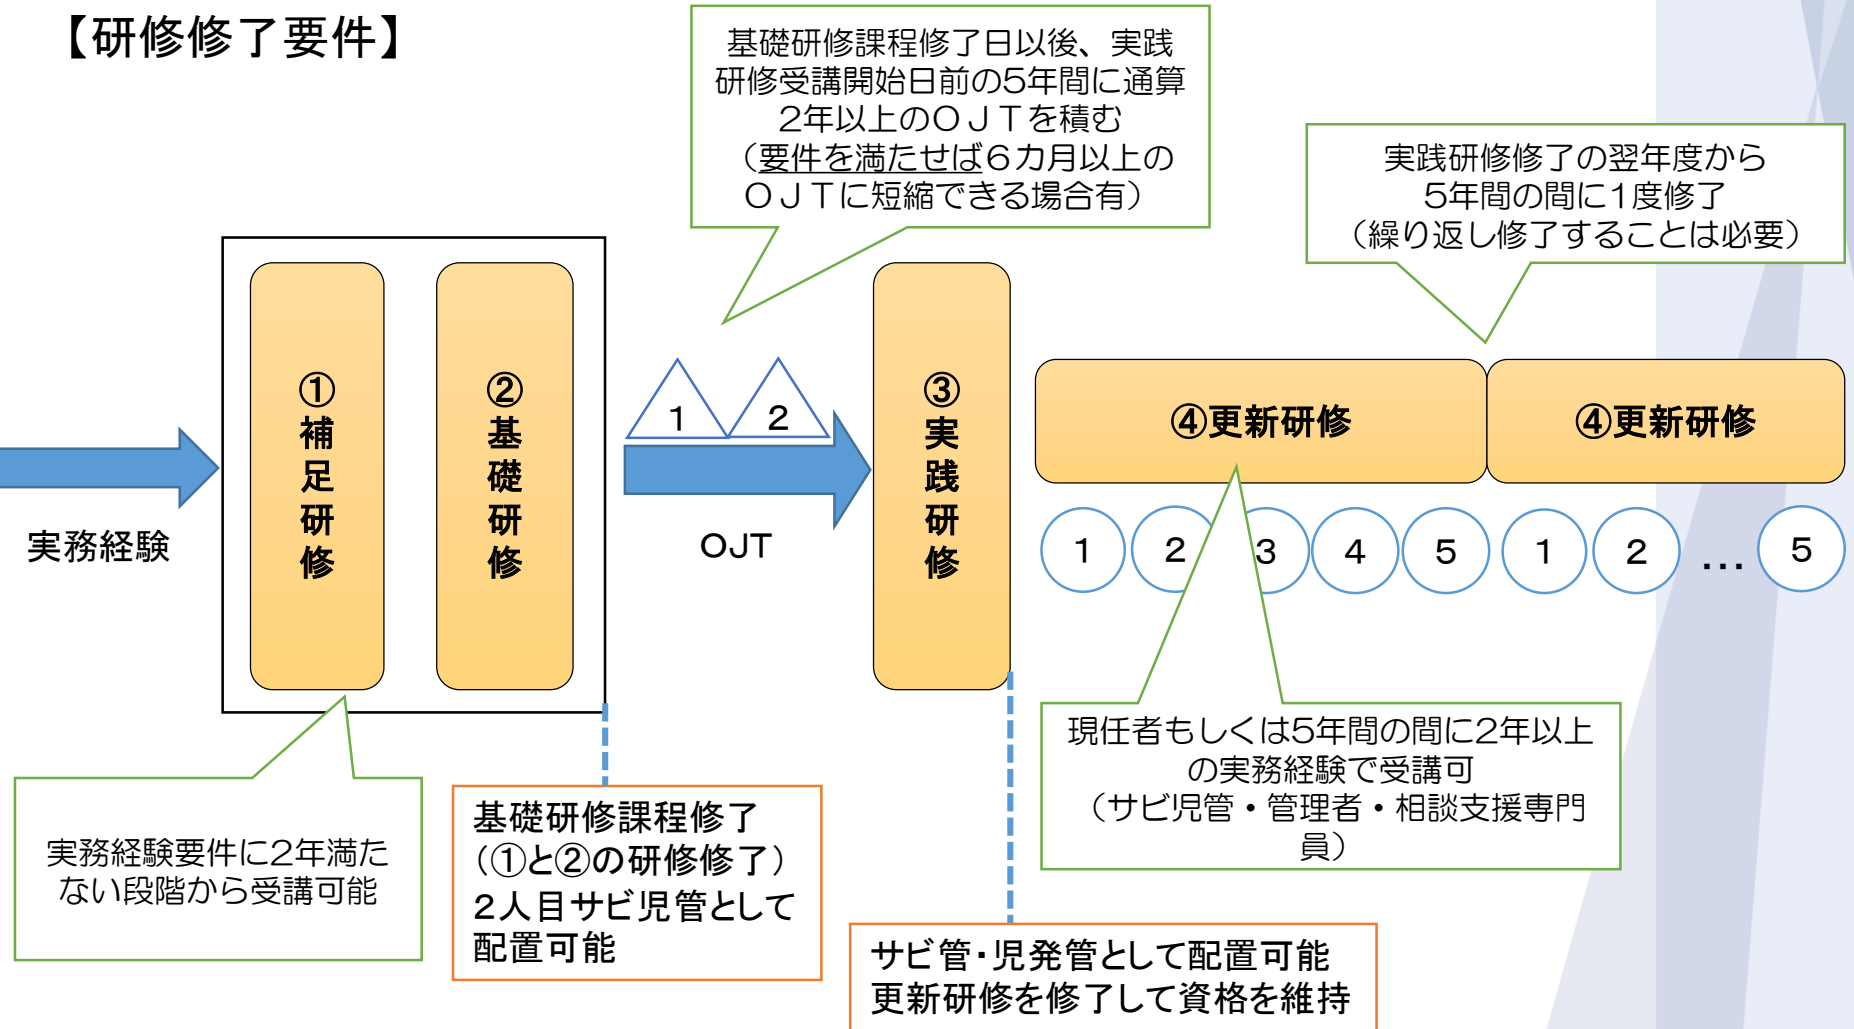 【研修修了要件】
基礎研修課程修了日以後、実践
研修受講開始日前の5年間に通算
2年以上のＯＪＴを積む
（要件を満たせば６カ月以上の
ＯＪＴに短縮できる場合有）
実践研修修了の翌年度から
5年間の間に1度修了
（繰り返し修了することは必要）
実務経験
①補足研修
②基礎研修
1
2
OJT
③実践研修
④更新研修
④更新研修
1
2
3
4
5
1
2
…
5
実務経験要件に2年満た
ない段階から受講可能
基礎研修課程修了
（①と②の研修修了）
２人目サビ児管として
配置可能
現任者もしくは5年間の間に2年以上
の実務経験で受講可
（サビ児管・管理者・相談支援専門
員）
サビ管・児発管として配置可能
更新研修を修了して資格を維持